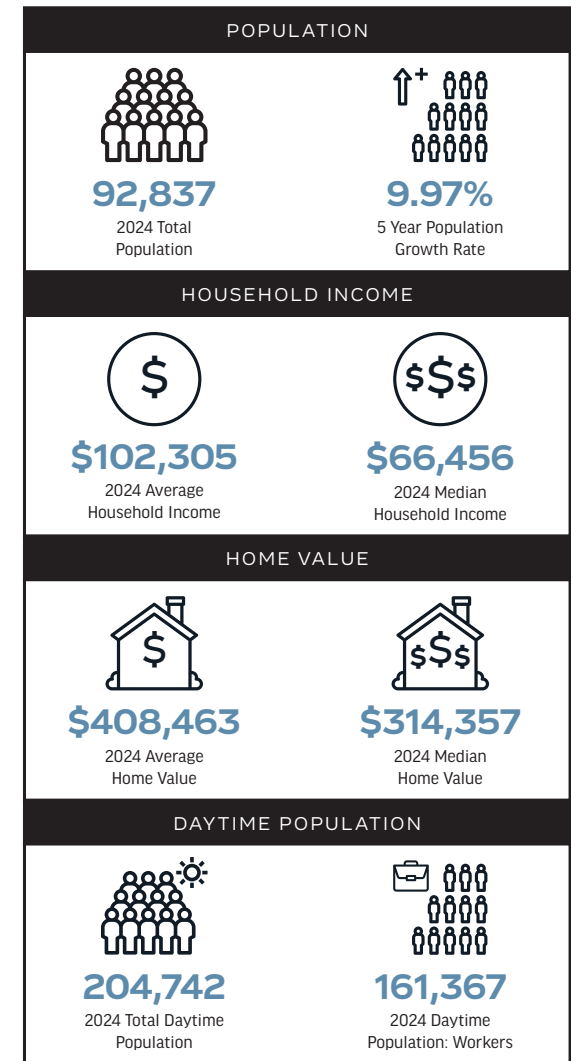 POPULATION
92,837
2024 Total
Population
9.97%
5 Year Population
Growth Rate
HOUSEHOLD INCOME
$
$102,305
2024 Average
Household Income
$$$
$66,456
2024 Median
Household Income
HOME VALUE
$
$408,463
2024 Average
Home Value
$$$
$314,357
2024 Median
Home Value
DAYTIME POPULATION
204,742
2024 Total Daytime
Population
161,367
2024 Daytime
Population: Workers